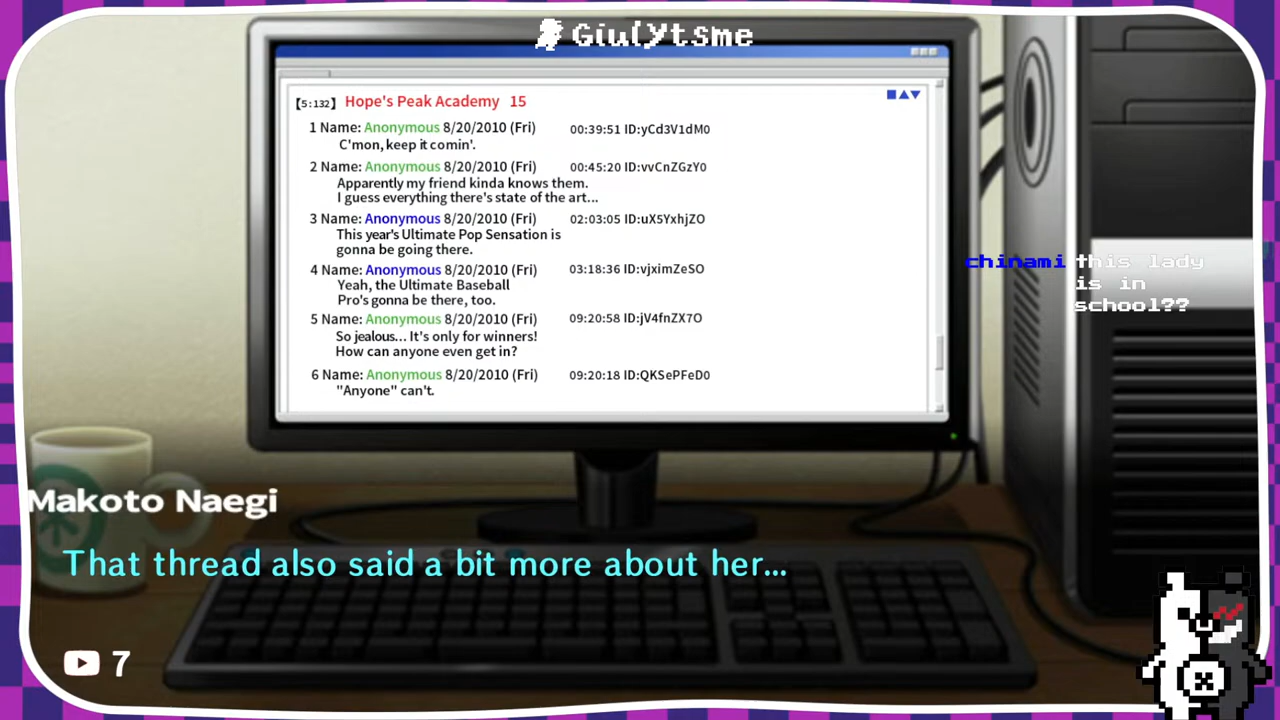 GiulYtsme
【5:132】 Hope's Peak Academy 15
1 Name: Anonymous 8/20/2010 (Fri) 00:39:51 ID:yCd3V1dM0
C'mon, keep it comin'.
2 Name: Anonymous 8/20/2010 (Fri) 00:45:20 ID:vvCnZGzY0
Apparently my friend kinda knows them.
I guess everything there's state of the art...
3 Name: Anonymous 8/20/2010 (Fri) 02:03:05 ID:uX5YxhjZO
This year's Ultimate Pop Sensation is
gonna be going there.
4 Name: Anonymous 8/20/2010 (Fri) 03:18:36 ID:vjximZeSO
Yeah, the Ultimate Baseball
Pro's gonna be there, too.
5 Name: Anonymous 8/20/2010 (Fri) 09:20:58 ID:jV4fnZX7O
So jealous... It's only for winners!
How can anyone even get in?
6 Name: Anonymous 8/20/2010 (Fri) 09:20:18 ID:QKSePFeD0
"Anyone" can't.
chinami this lady
is in
school??
Makoto Naegi
That thread also said a bit more about her...
7